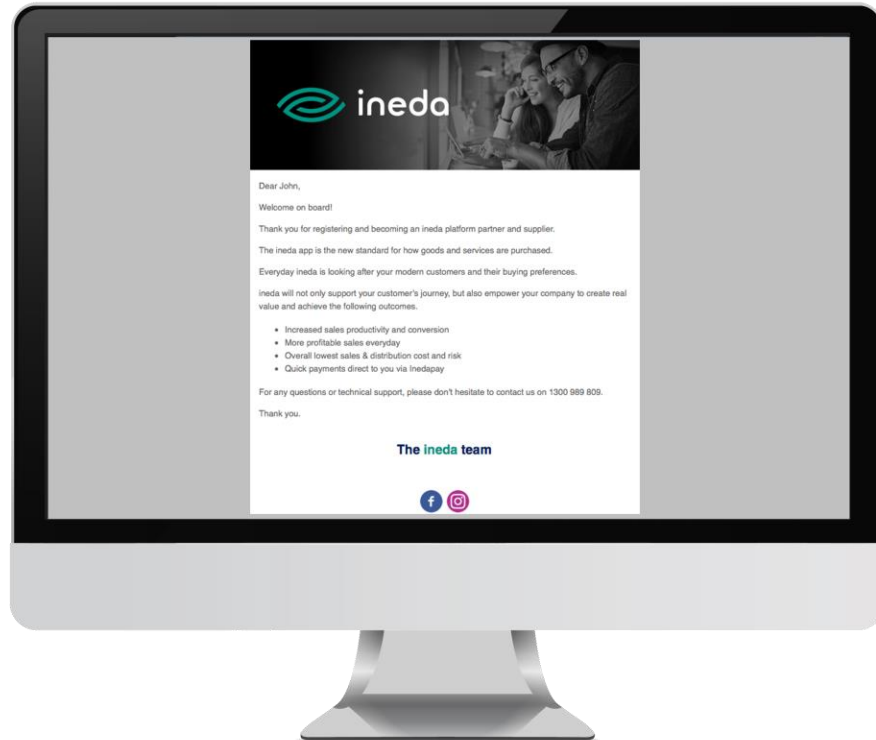 ineda
Dear John,
Welcome on board!
Thank you for registering and becoming an ineda platform partner and supplier.
The ineda app is the new standard for how goods and services are purchased.
Everyday ineda is looking after your modern customers and their buying preferences.
ineda will not only support your customer's journey, but also empower your company to create real
value and achieve the following outcomes.
• Increased sales productivity and conversion
• More profitable sales everyday
• Overall lowest sales & distribution cost and risk
• Quick payments direct to you via Inedapay
For any questions or technical support, please don't hesitate to contact us on 1300 989 809.
Thank you.
The ineda team